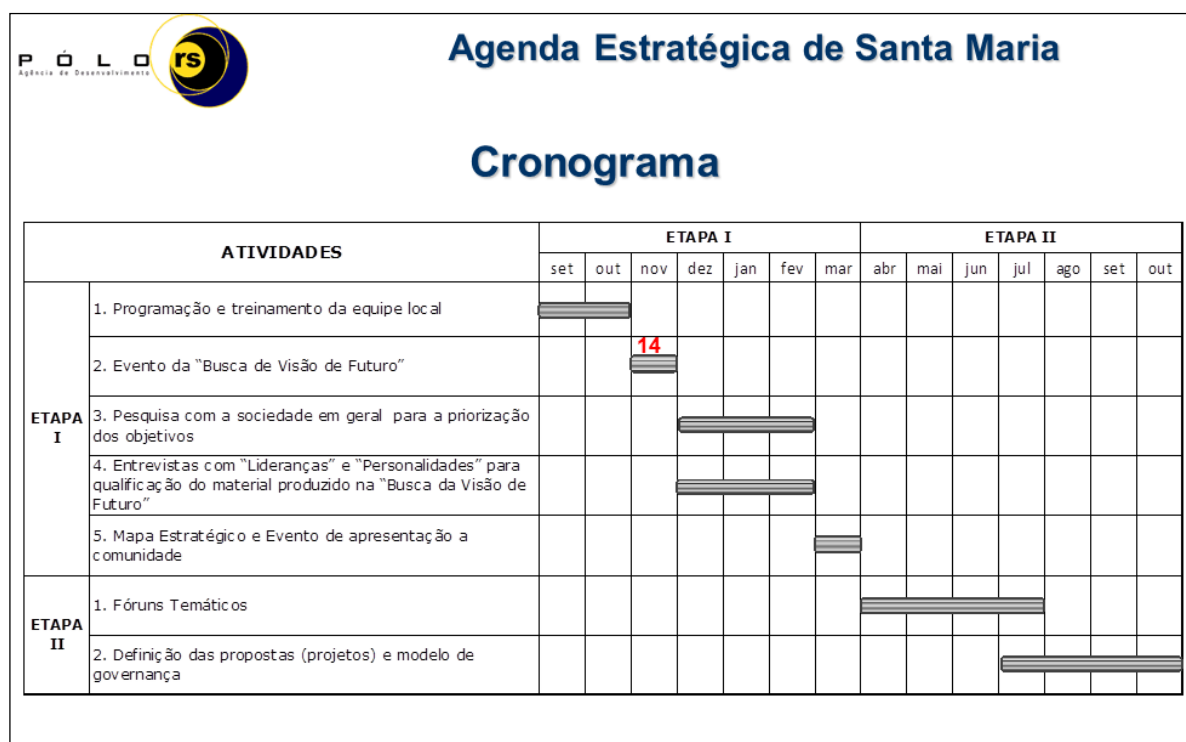 PÓLO
rs
Agência de Desenvolvimento
Agenda Estratégica de Santa Maria
Cronograma
ATIVIDADES
ETAPA I
ETAPA II
set out nov dez jan fev mar abr mai jun jul ago set out
ETAPA
I
1. Programação e treinamento da equipe local
14
2. Evento da “Busca de Visão de Futuro”
3. Pesquisa com a sociedade em geral para a priorização
dos objetivos
4. Entrevistas com “Lideranças” e “Personalidades” para
qualificação do material produzido na “Busca da Visão de
Futuro”
5. Mapa Estratégico e Evento de apresentação a
comunidade
ETAPA
II
1. Fóruns Temáticos
2. Definição das propostas (projetos) e modelo de
governança